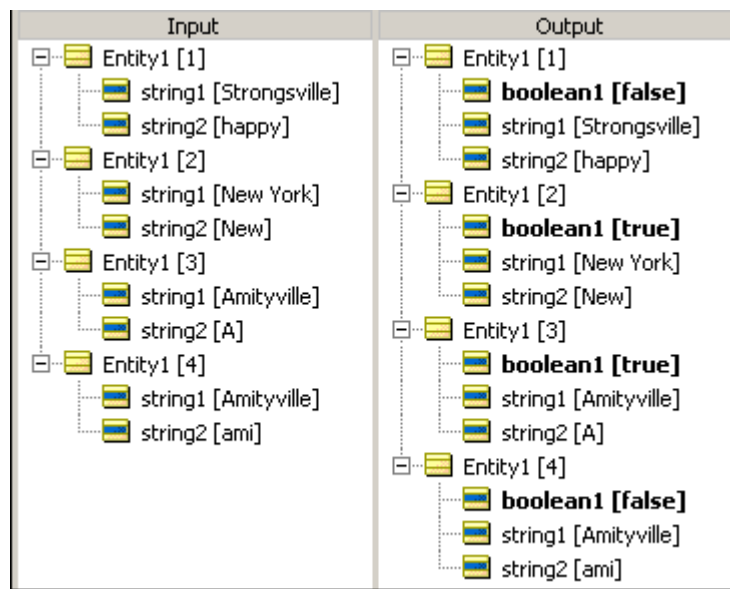 Input
Entity1 [1]
string1 [Strongsville]
string2 [happy]
Entity1 [2]
string1 [New York]
string2 [New]
Entity1 [3]
string1 [Amityville]
string2 [A]
Entity1 [4]
string1 [Amityville]
string2 [ami]
Output
Entity1 [1]
boolean1 [false]
string1 [Strongsville]
string2 [happy]
Entity1 [2]
boolean1 [true]
string1 [New York]
string2 [New]
Entity1 [3]
boolean1 [true]
string1 [Amityville]
string2 [A]
Entity1 [4]
boolean1 [false]
string1 [Amityville]
string2 [ami]